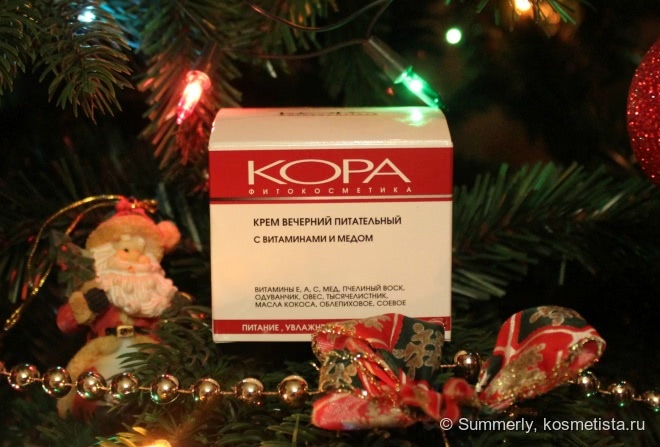 КОРА
ФИТОКОСМЕТИКА
КРЕМ ВЕЧЕРНИЙ ПИТАТЕЛЬНЫЙ
С ВИТАМИНАМИ И МЕДОМ
ВИТАМИНЫ Е, А, С, МЕД, ПЧЕЛИНЫЙ ВОСК,
ОДУВАНЧИК, ОВЕС, ТЫСЯЧЕЛИСТНИК,
МАСЛА КОКОСА, ОБЛЕПИХОВОЕ, СОЕВОЕ
ПИТАНИЕ,
© Summerly, kosmetista.ru